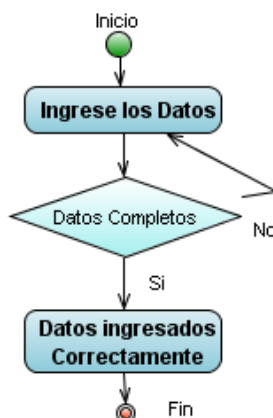 Inicio
Ingrese los Datos
Datos Completos
No
Si
Datos ingresados
Correctamente
Fin